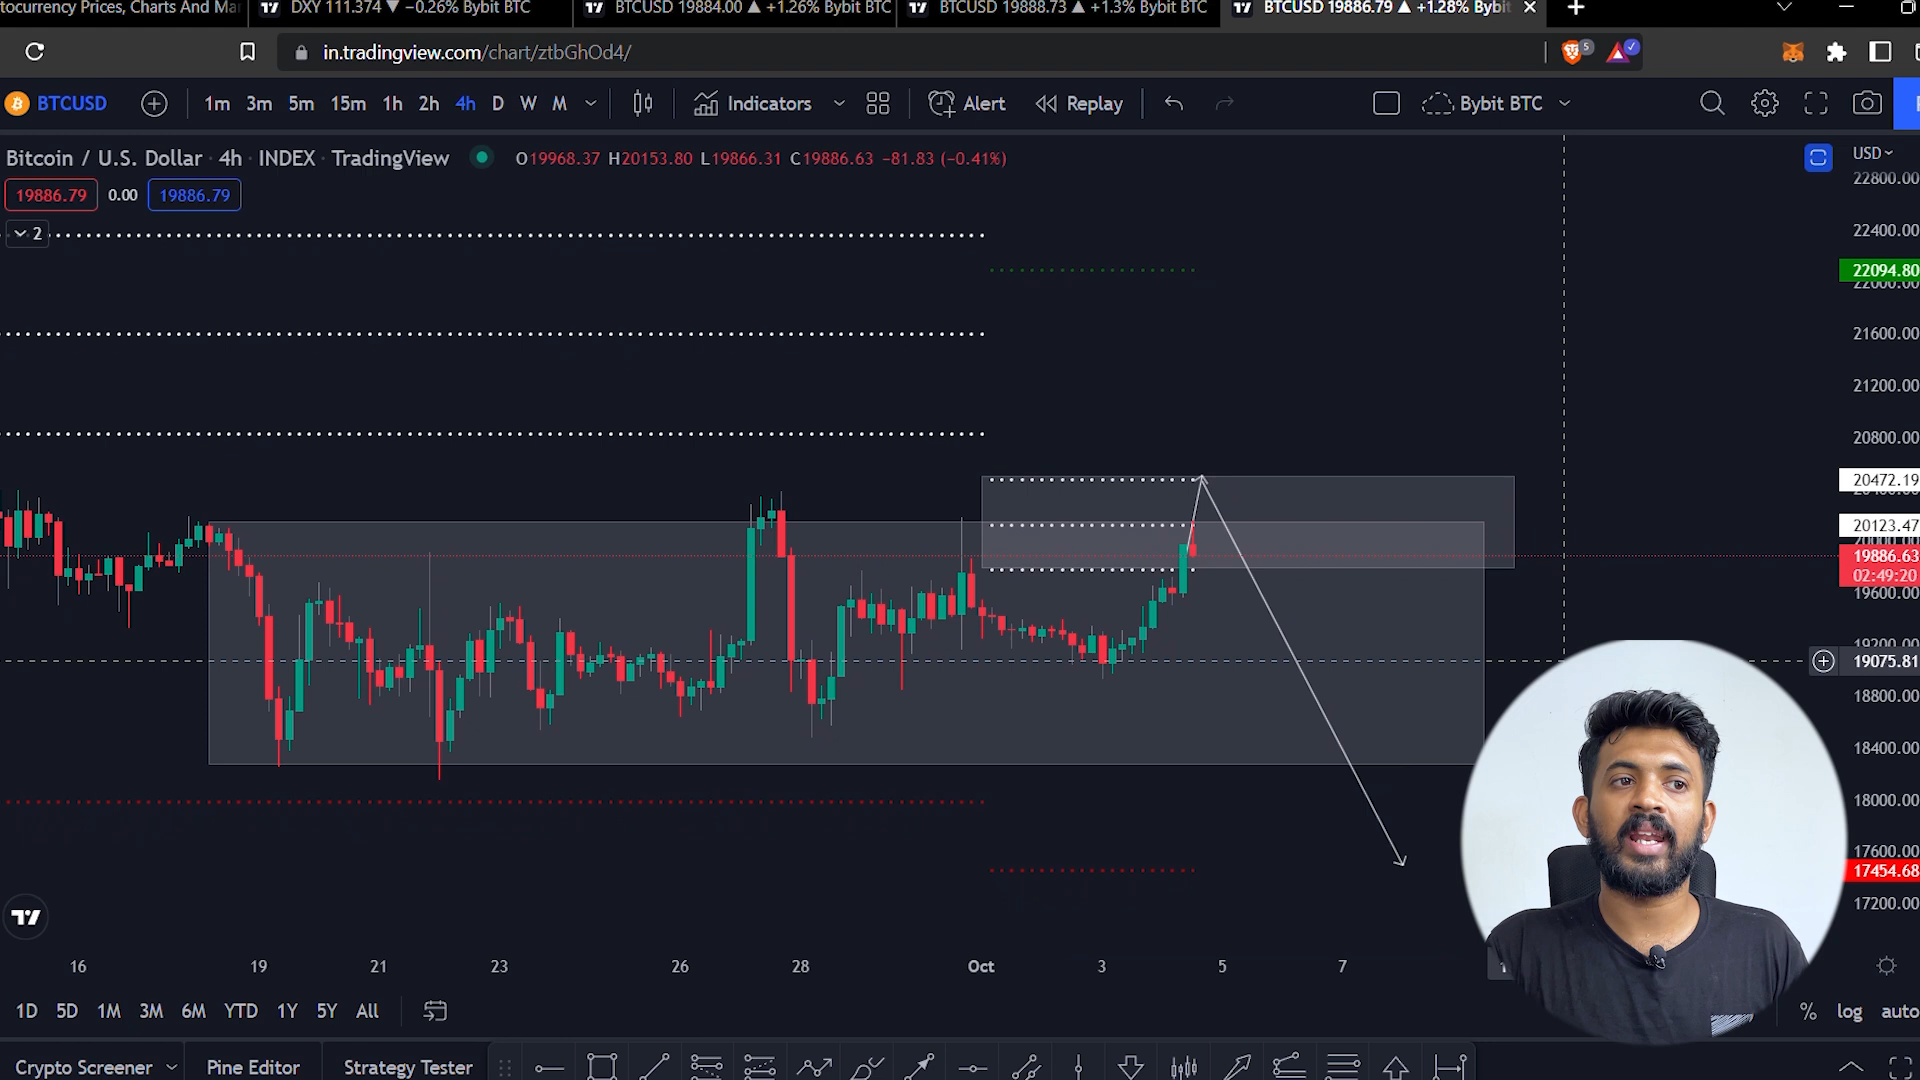 tocurrency Prices, Charts And Mar
DXY 111.374 ▼ −0.26% Bybit BTC
BTCUSD 19884.00 ▲ +1.26% Bybit BTC
BTCUSD 19888.73 ▲ +1.3% Bybit BTC
BTCUSD 19886.79 ▲ +1.28% Bybit
in.tradingview.com/chart/ztbGhOd4/
5
BTCUSD
1m 3m 5m 15m 1h 2h 4h D W M
Indicators
Alert
Replay
Bybit BTC
Bitcoin / U.S. Dollar · 4h · INDEX · TradingView
O19968.37 H20153.80 L19866.31 C19886.63 −81.83 (−0.41%)
19886.79 0.00 19886.79
2
USD
22800.00
22400.00
22094.80
22000.00
21600.00
21200.00
20800.00
20472.19
20123.47
19886.63
02:49:20
19600.00
19200.00
19075.81
18800.00
18400.00
18000.00
17600.00
17454.68
17200.00
16 19 21 23 26 28 Oct 3 5 7
1D 5D 1M 3M 6M YTD 1Y 5Y All
% log auto
Crypto Screener Pine Editor Strategy Tester